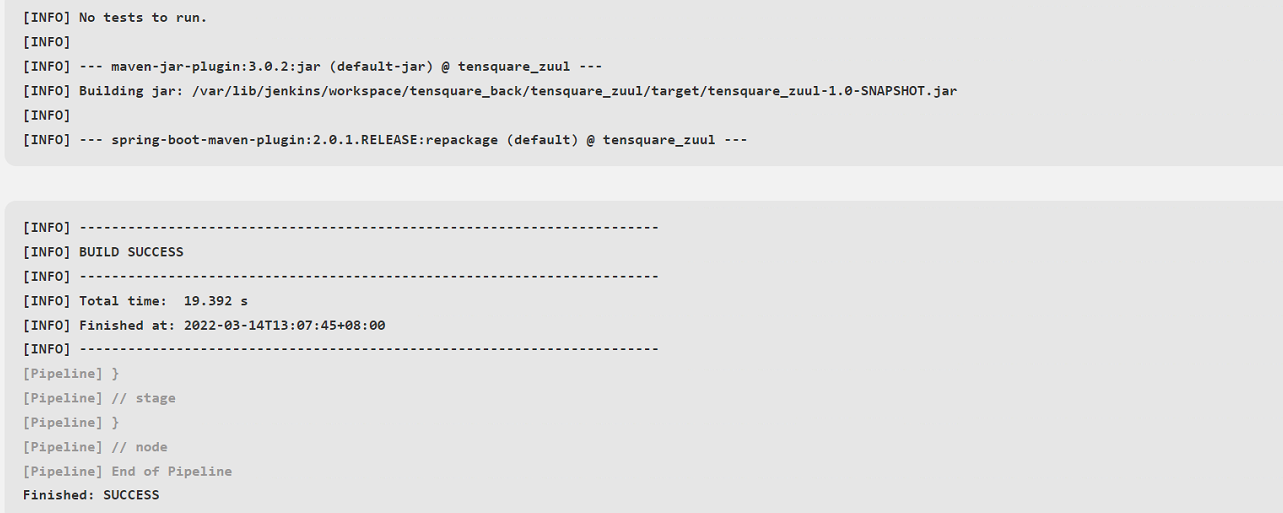 [INFO] No tests to run.
[INFO]
[INFO] --- maven-jar-plugin:3.0.2:jar (default-jar) @ tensquare_zuul ---
[INFO] Building jar: /var/lib/jenkins/workspace/tensquare_back/tensquare_zuul/target/tensquare_zuul-1.0-SNAPSHOT.jar
[INFO]
[INFO] --- spring-boot-maven-plugin:2.0.1.RELEASE:repackage (default) @ tensquare_zuul ---
[INFO] ------------------------------------------------------------------------
[INFO] BUILD SUCCESS
[INFO] ------------------------------------------------------------------------
[INFO] Total time:  19.392 s
[INFO] Finished at: 2022-03-14T13:07:45+08:00
[INFO] ------------------------------------------------------------------------
[Pipeline] }
[Pipeline] // stage
[Pipeline] }
[Pipeline] // node
[Pipeline] End of Pipeline
Finished: SUCCESS